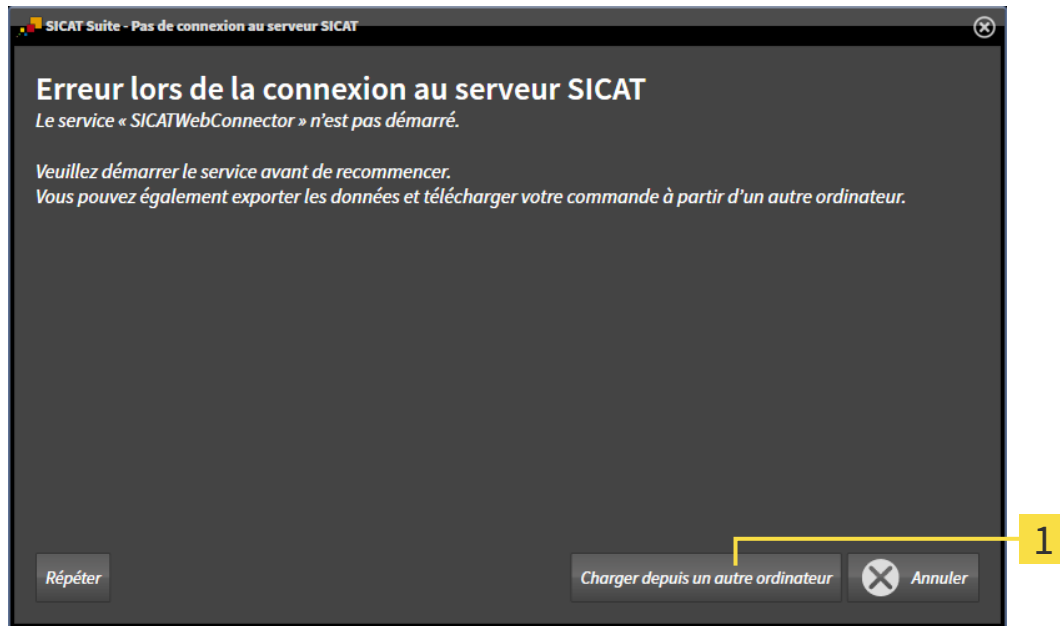 SICAT Suite - Pas de connexion au serveur SICAT
Erreur lors de la connexion au serveur SICAT
Le service « SICATWebConnector » n'est pas démarré.
Veuillez démarrer le service avant de recommencer.
Vous pouvez également exporter les données et télécharger votre commande à partir d'un autre ordinateur.
1
Répéter
Charger depuis un autre ordinateur
Annuler